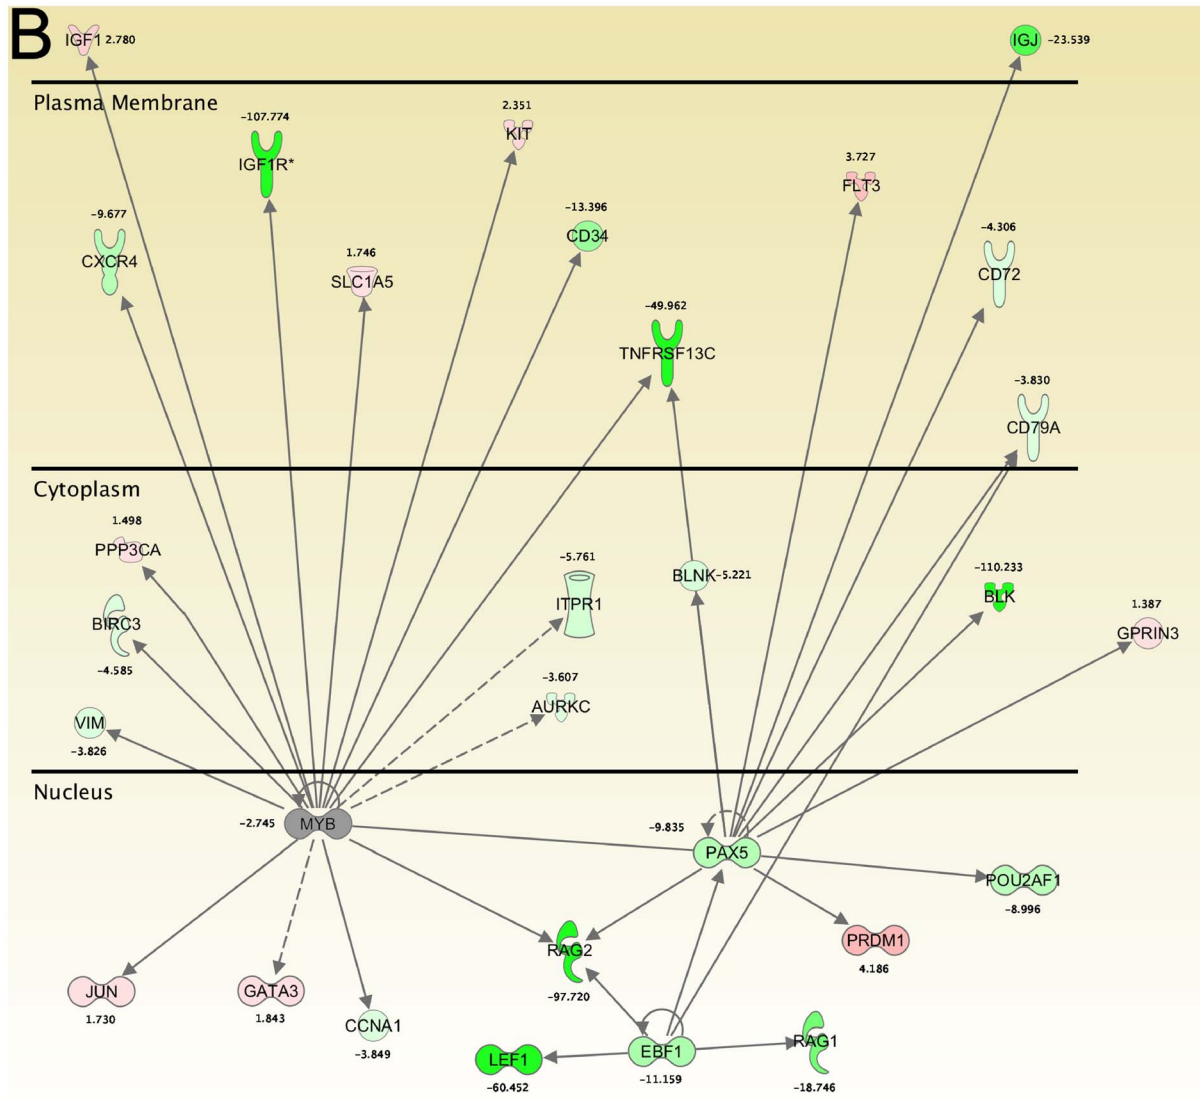 B
IGF1 2.780
IGJ -23.539
Plasma Membrane
-107.774
IGF1R*
2.351
KIT
3.727
FLT3
-9.677
CXCR4
-13.396
CD34
1.746
SLC1A5
-4.306
CD72
-49.962
TNFRSF13C
-3.830
CD79A
Cytoplasm
1.498
PPP3CA
-5.761
ITPR1
BLNK -5.221
-110.233
BLK
1.387
GPRIN3
BIRC3
-4.585
-3.607
AURKC
VIM
-3.826
Nucleus
-2.745 MYB
-9.835
PAX5
POU2AF1
-8.996
PRDM1
4.186
RAG2
-97.720
JUN
1.730
GATA3
1.843
CCNA1
-3.849
LEF1
-60.452
EBF1
-11.159
RAG1
-18.746